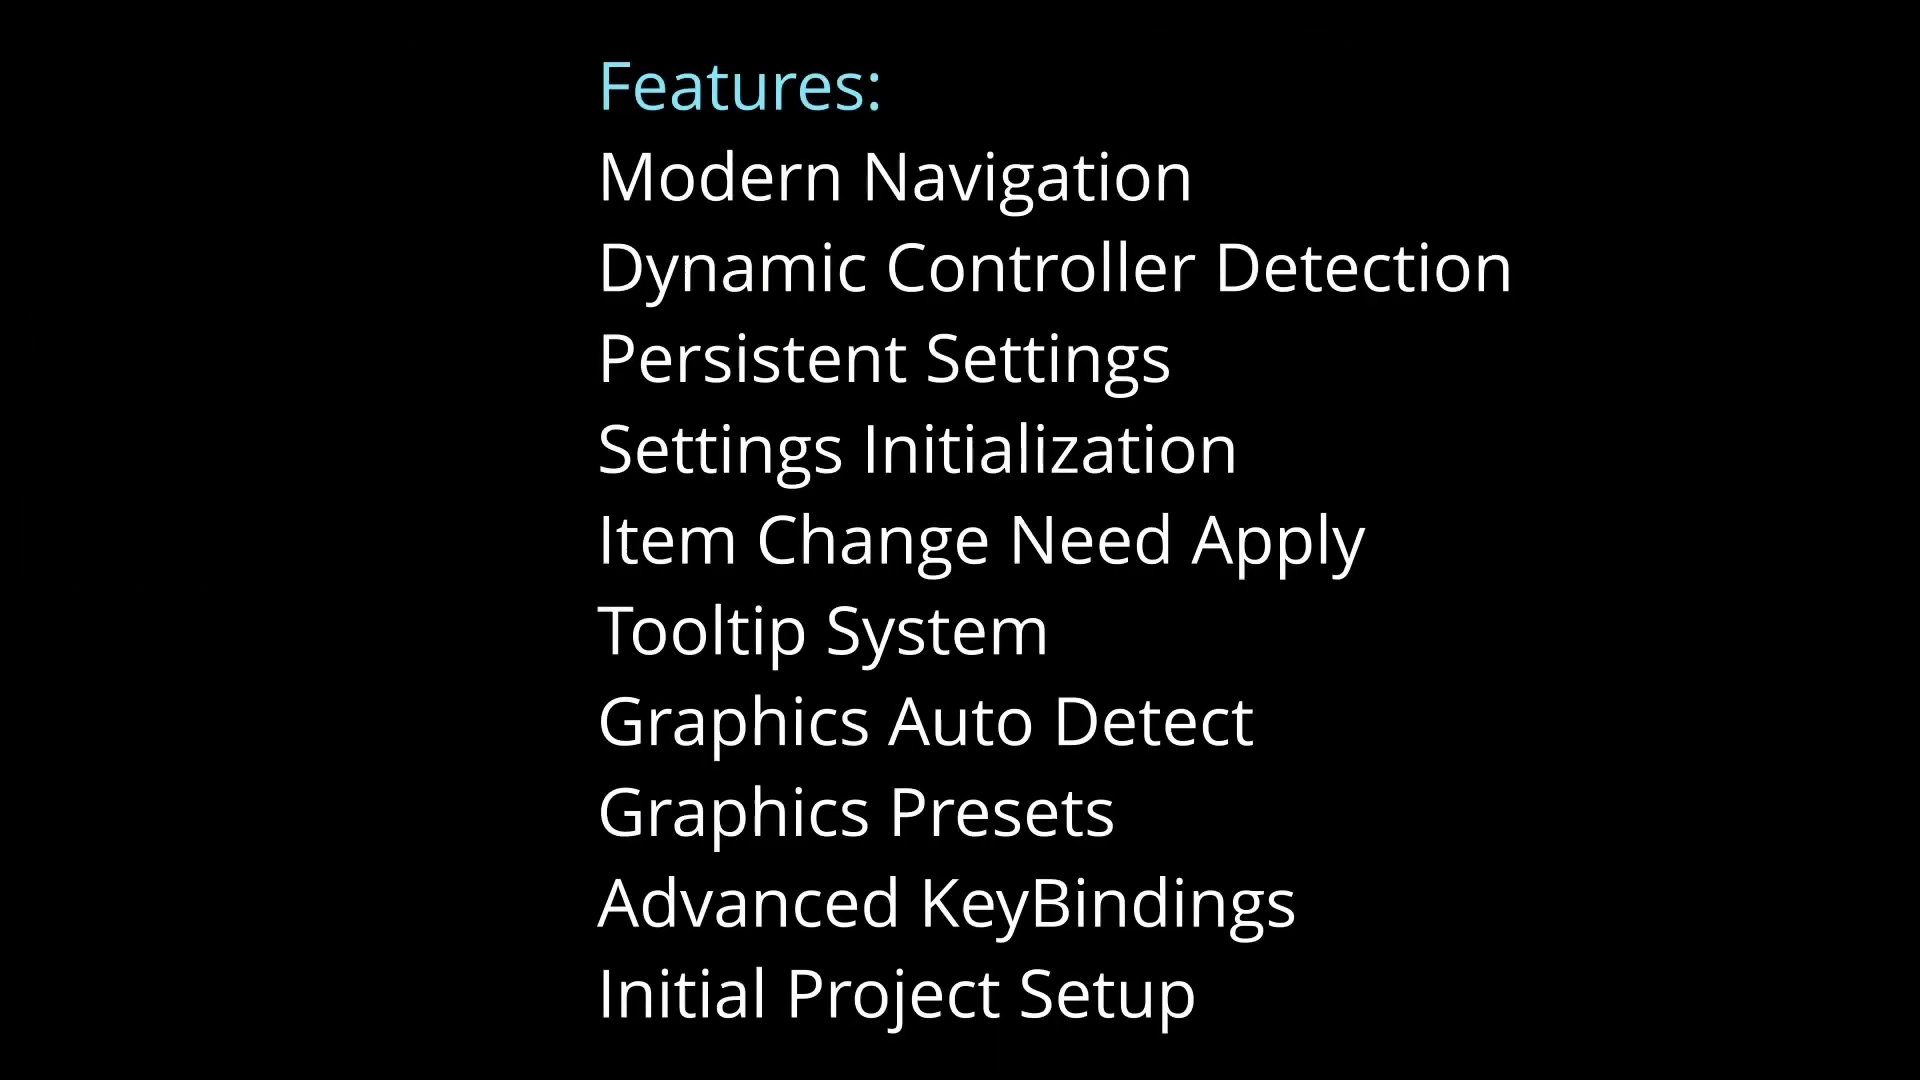 Features:
Modern Navigation
Dynamic Controller Detection
Persistent Settings
Settings Initialization
Item Change Need Apply
Tooltip System
Graphics Auto Detect
Graphics Presets
Advanced KeyBindings
Initial Project Setup